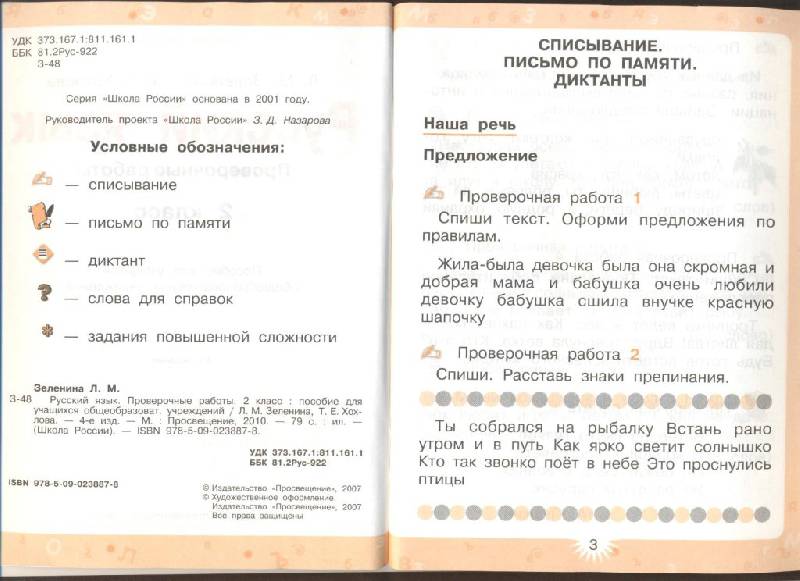 УДК 373.167.1:811.161.1
ББК 81.2Рус-922
З-48
Серия «Школа России» основана в 2001 году.
Руководитель проекта «Школа России» З. Д. Назарова
Условные обозначения:
— списывание
— письмо по памяти
— диктант
— слова для справок
— задания повышенной сложности
Зеленина Л. М.
З-48 Русский язык. Проверочные работы. 2 класс : пособие для
учащихся общеобразоват. учреждений / Л. М. Зеленина, Т. Е. Хох-
лова. — 4-е изд. — М. : Просвещение, 2010. — 79 с. : ил. —
(Школа России). — ISBN 978-5-09-023887-8.
УДК 373.167.1:811.161.1
ББК 81.2Рус-922
ISBN 978-5-09-023887-8
© Издательство «Просвещение», 2007
© Художественное оформление.
Издательство «Просвещение», 2007
Все права защищены
СПИСЫВАНИЕ.
ПИСЬМО ПО ПАМЯТИ.
ДИКТАНТЫ
Наша речь
Предложение
Проверочная работа 1
Спиши текст. Оформи предложения по
правилам.
Жила-была девочка была она скромная и
добрая мама и бабушка очень любили
девочку бабушка сшила внучке красную
шапочку
Проверочная работа 2
Спиши. Расставь знаки препинания.
Ты собрался на рыбалку Встань рано
утром и в путь Как ярко светит солнышко
Кто так звонко поёт в небе Это проснулись
птицы
3